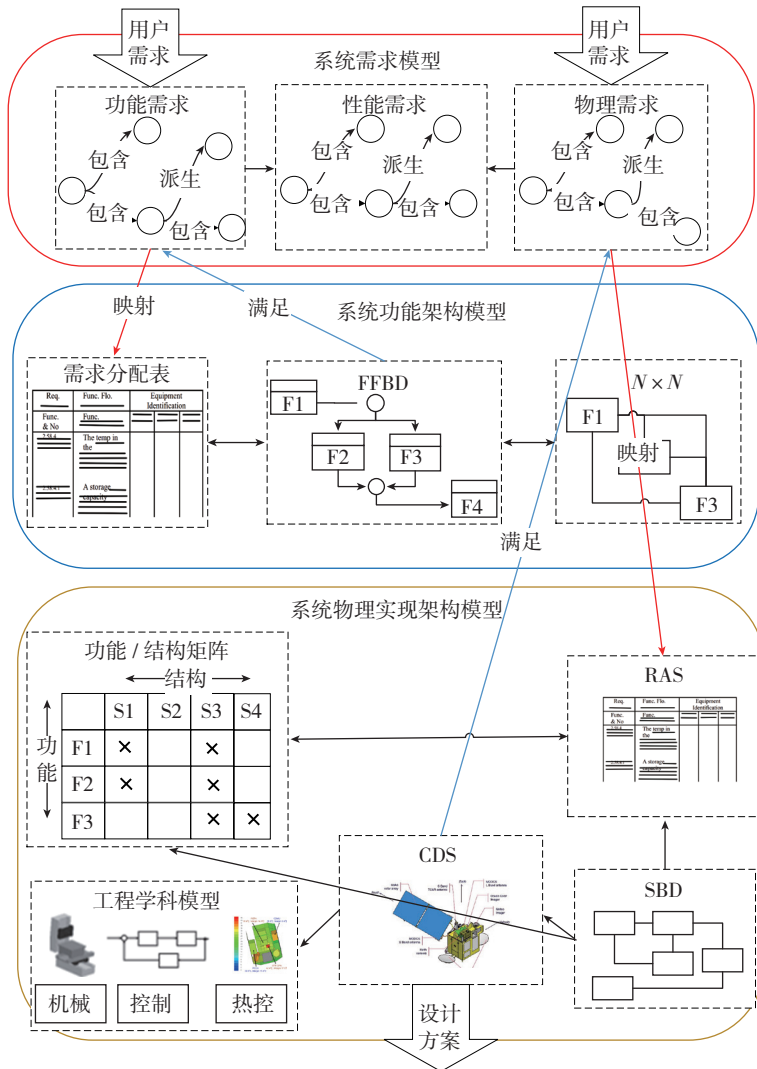 用户
需求
用户
需求
系统需求模型
功能需求
性能需求
物理需求
包含
派生
包含
包含
包含
派生
包含
包含
包含
派生
包含
包含
映射
满足
系统功能架构模型
需求分配表
Req.
Func. Flo.
Equipment
Identification
Func.
& No
Func.
The temp in
the
A storage
capacity
FFBD
F1
F2
F3
F4
N × N
F1
映射
F3
满足
系统物理实现架构模型
功能 / 结构矩阵
结构
功能
S1 S2 S3 S4
F1 × ×
F2 × ×
F3 × ×
RAS
Req.
Func. Flo.
Equipment
Identification
Func.
& No
Func.
The temp in
the
A storage
capacity
CDS
SBD
工程学科模型
机械
控制
热控
设计
方案